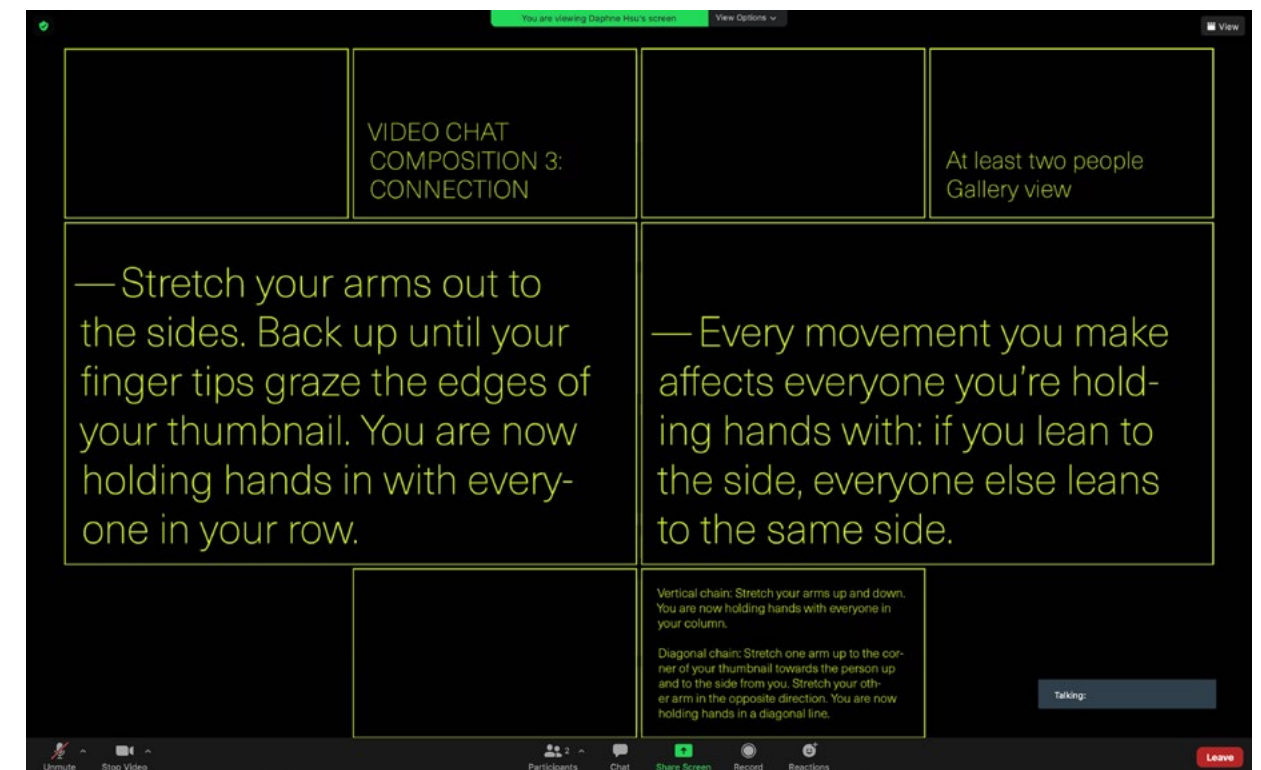 You are viewing Daphne Hsu's screen
View Options
View
VIDEO CHAT
COMPOSITION 3:
CONNECTION
At least two people
Gallery view
—Stretch your arms out to
the sides. Back up until your
finger tips graze the edges of
your thumbnail. You are now
holding hands in with every-
one in your row.
—Every movement you make
affects everyone you're hold-
ing hands with: if you lean to
the side, everyone else leans
to the same side.
Vertical chain: Stretch your arms up and down.
You are now holding hands with everyone in
your column.
Diagonal chain: Stretch one arm up to the cor-
ner of your thumbnail towards the person up
and to the side from you. Stretch your oth-
er arm in the opposite direction. You are now
holding hands in a diagonal line.
Talking:
Unmute
Stop Video
2
Participants
Chat
Share Screen
Record
Reactions
Leave